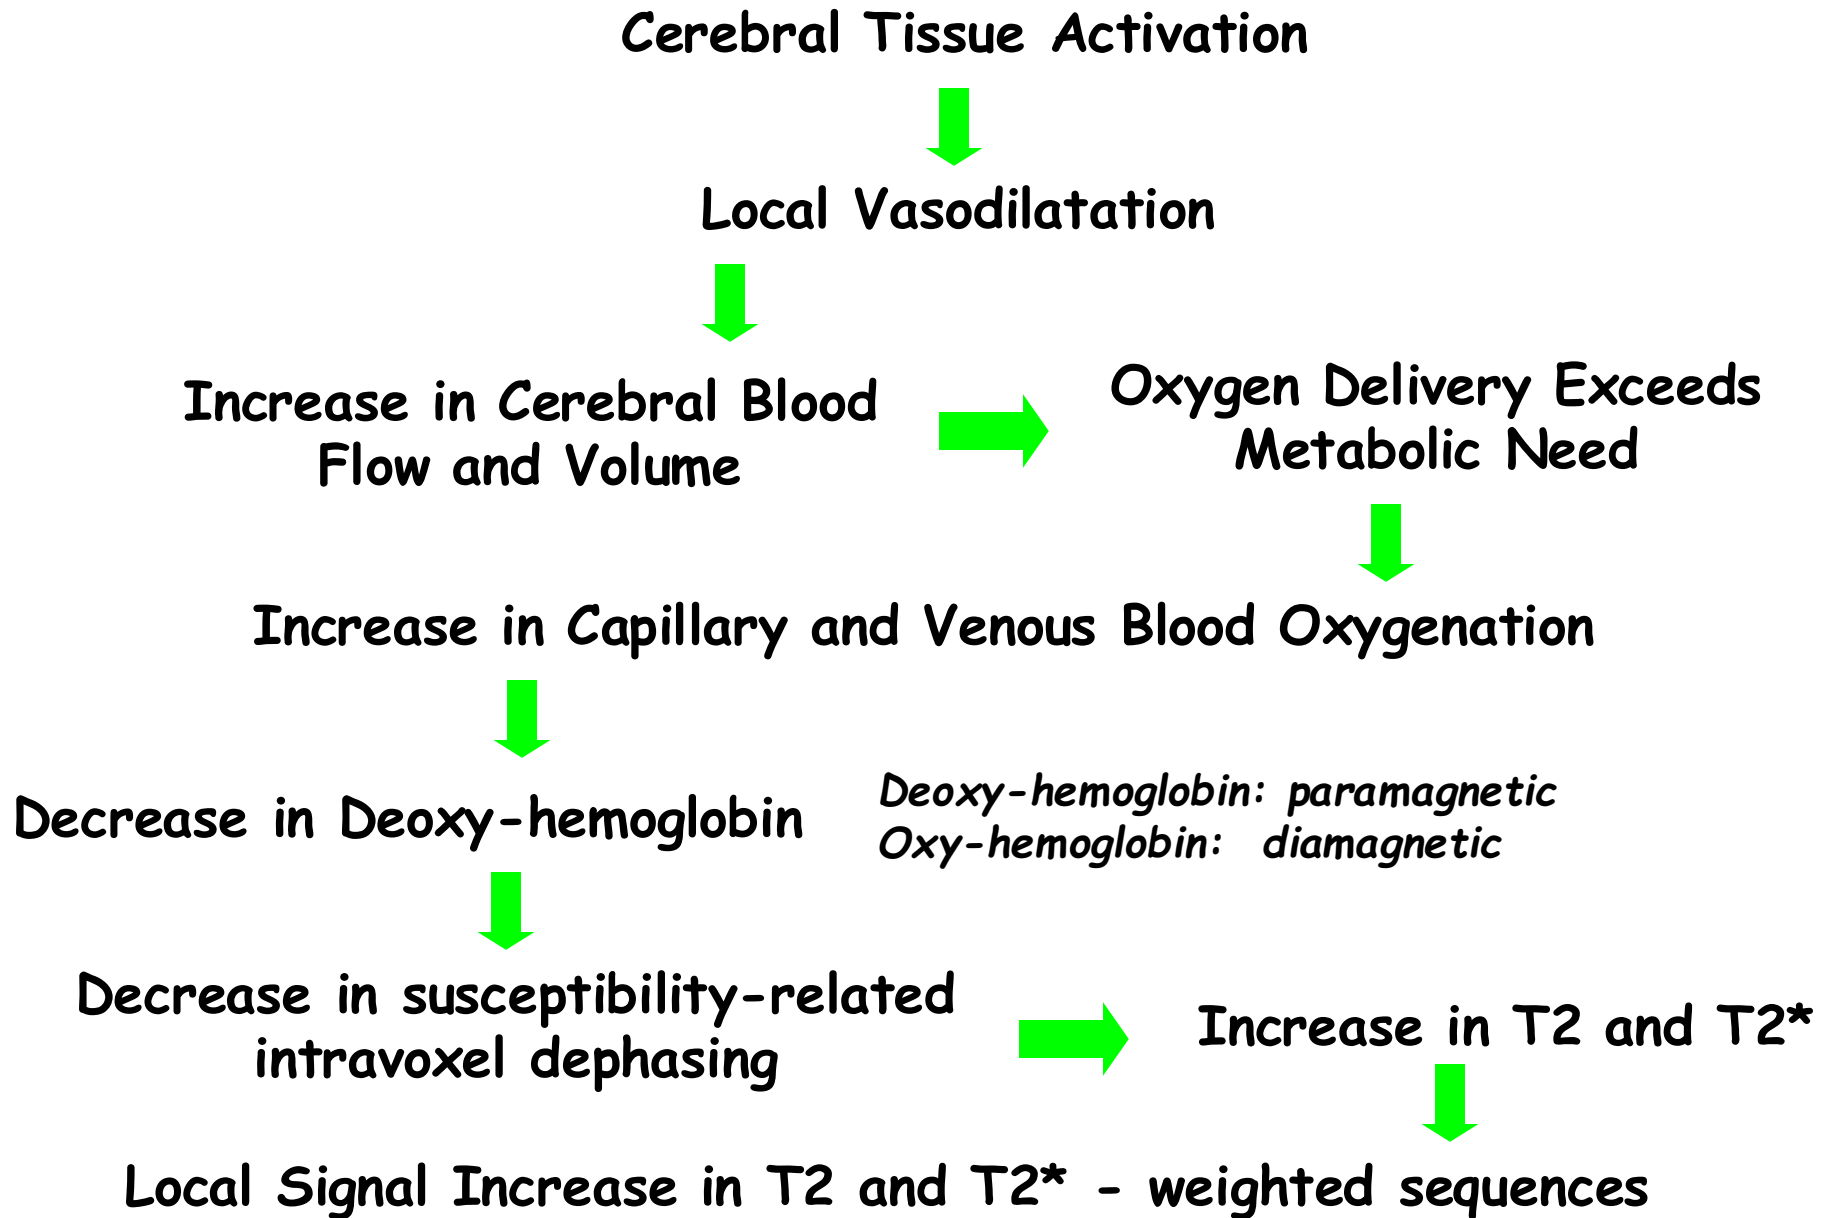 Cerebral Tissue Activation
Local Vasodilatation
Increase in Cerebral Blood
Flow and Volume
Oxygen Delivery Exceeds
Metabolic Need
Increase in Capillary and Venous Blood Oxygenation
Decrease in Deoxy-hemoglobin
Deoxy-hemoglobin: paramagnetic
Oxy-hemoglobin: diamagnetic
Decrease in susceptibility-related
intravoxel dephasing
Increase in T2 and T2*
Local Signal Increase in T2 and T2* - weighted sequences